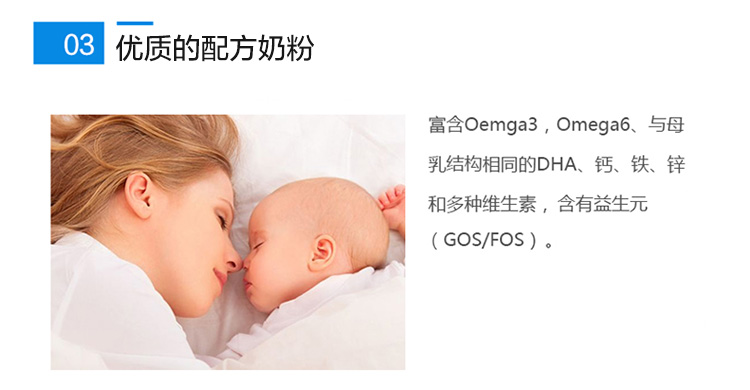 03 优质的配方奶粉
富含Oemga3，Omega6、与母
乳结构相同的DHA、钙、铁、锌
和多种维生素，含有益生元
（GOS/FOS）。